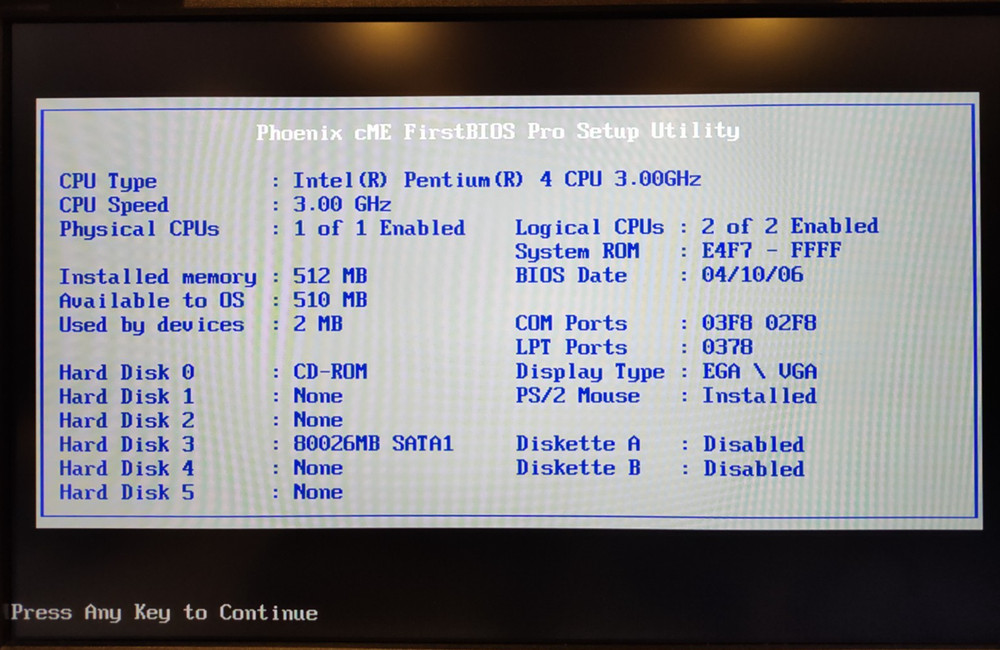 Phoenix cME FirstBIOS Pro Setup Utility
CPU Type : Intel(R) Pentium(R) 4 CPU 3.00GHz
CPU Speed : 3.00 GHz
Physical CPUs : 1 of 1 Enabled Logical CPUs : 2 of 2 Enabled
System ROM : E4F7 - FFFF
Installed memory : 512 MB BIOS Date : 04/10/06
Available to OS : 510 MB
Used by devices : 2 MB COM Ports : 03F8 02F8
LPT Ports : 0378
Hard Disk 0 : CD-ROM Display Type : EGA \ VGA
Hard Disk 1 : None PS/2 Mouse : Installed
Hard Disk 2 : None
Hard Disk 3 : 80026MB SATA1 Diskette A : Disabled
Hard Disk 4 : None Diskette B : Disabled
Hard Disk 5 : None
Press Any Key to Continue